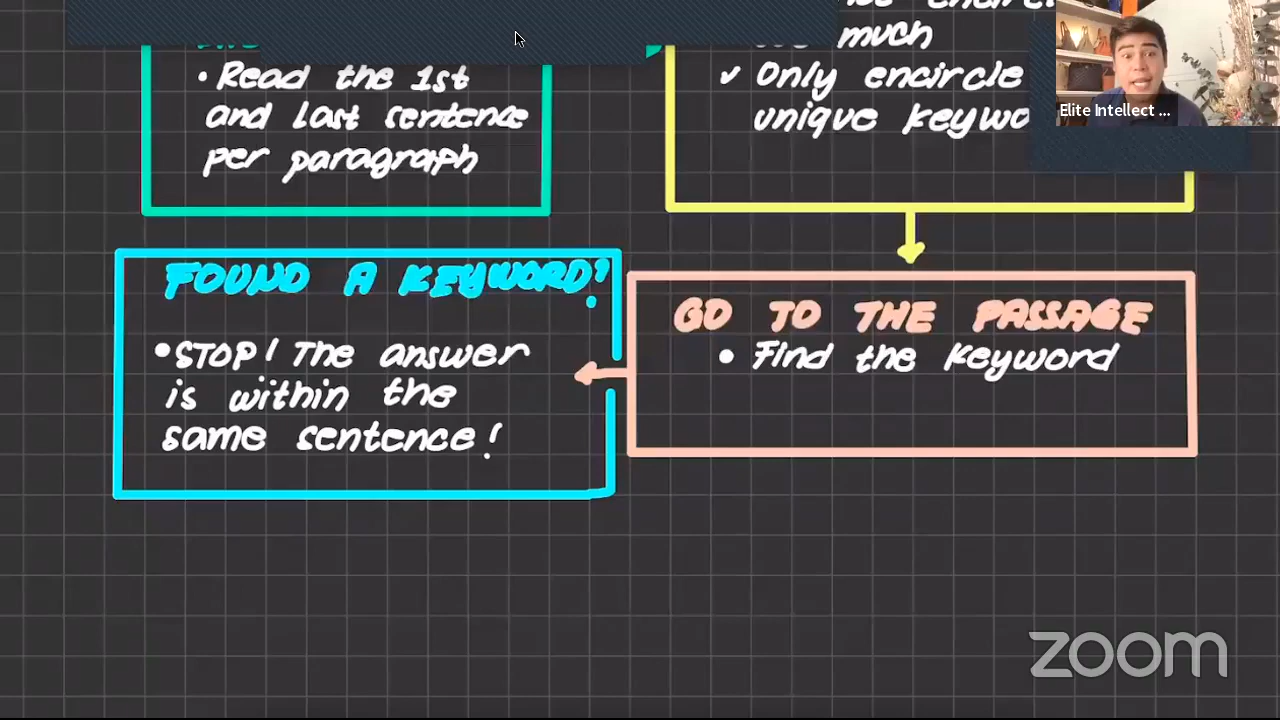 • Read the 1st
and last sentence
per paragraph
much
✓ Only encircle
unique
Elite Intellect ...
FOUND A KEYWORD?
• STOP! The answer
is within the
same sentence!
GO TO THE PASSAGE
• Find the keyword
zoom